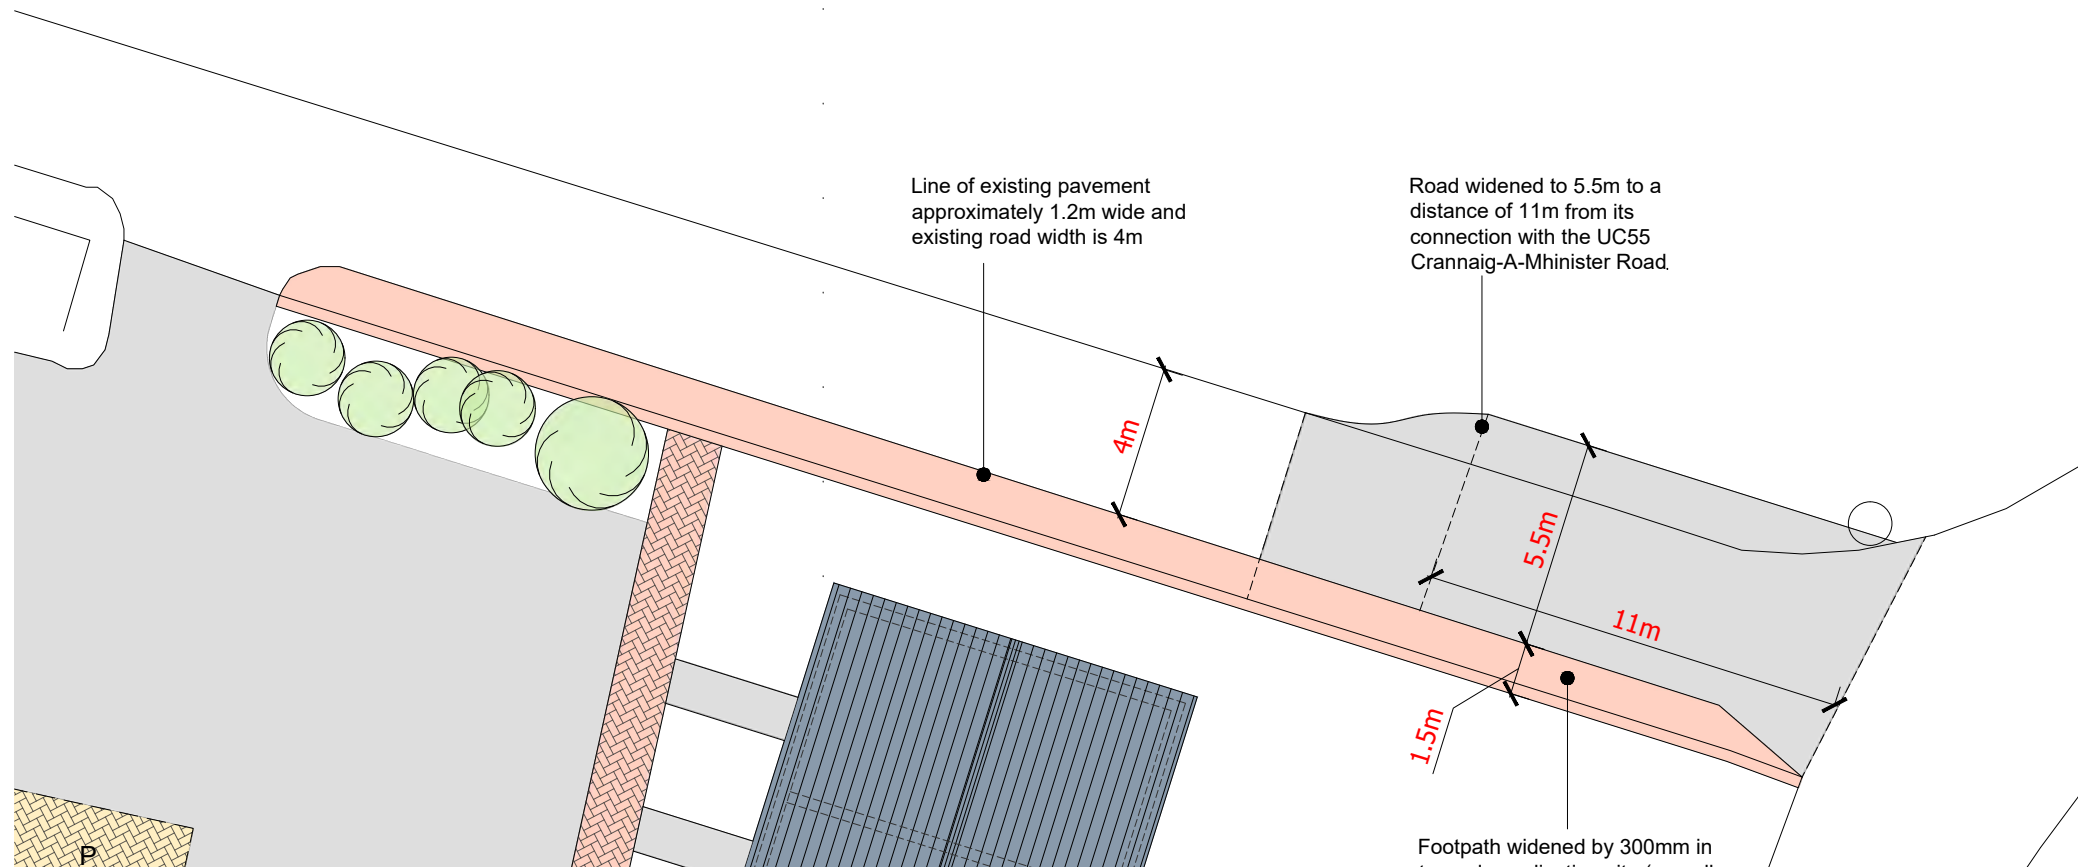 Line of existing pavement
approximately 1.2m wide and
existing road width is 4m
Road widened to 5.5m to a
distance of 11m from its
connection with the UC55
Crannaig-A-Mhinister Road.
4m
5.5m
11m
1.5m
Footpath widened by 300mm in
P